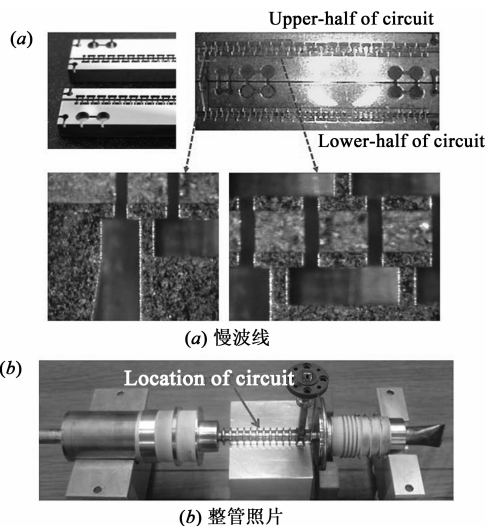 Upper-half of circuit
(a)
Lower-half of circuit
(a) 慢波线
(b)
Location of circuit
(b) 整管照片